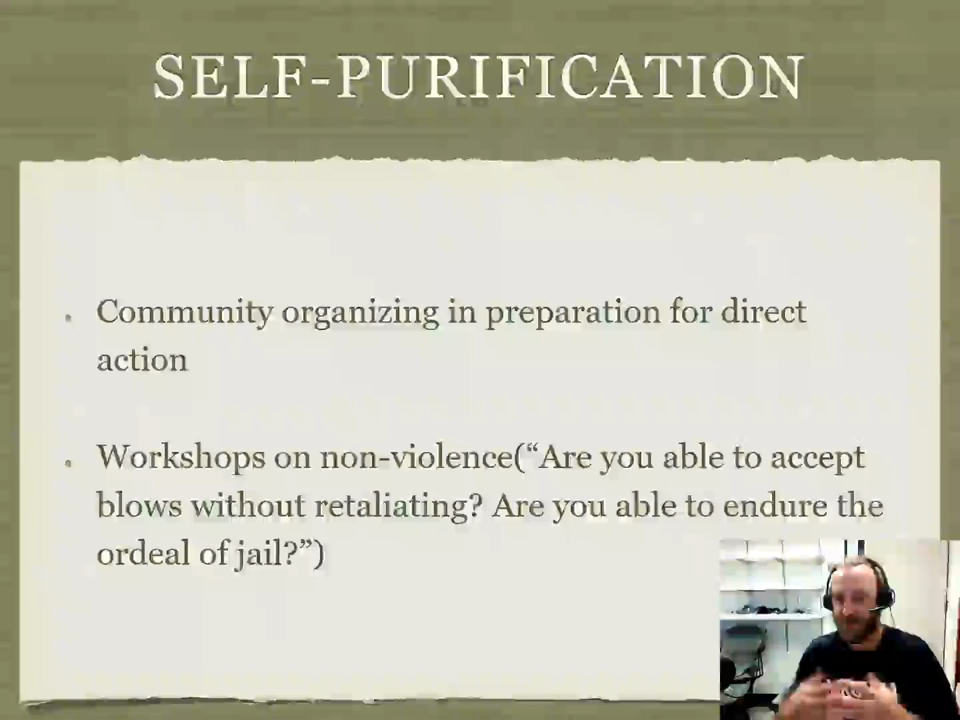 SELF-PURIFICATION
Community organizing in preparation for direct
action
Workshops on non-violence(“Are you able to accept
blows without retaliating? Are you able to endure the
ordeal of jail?”)